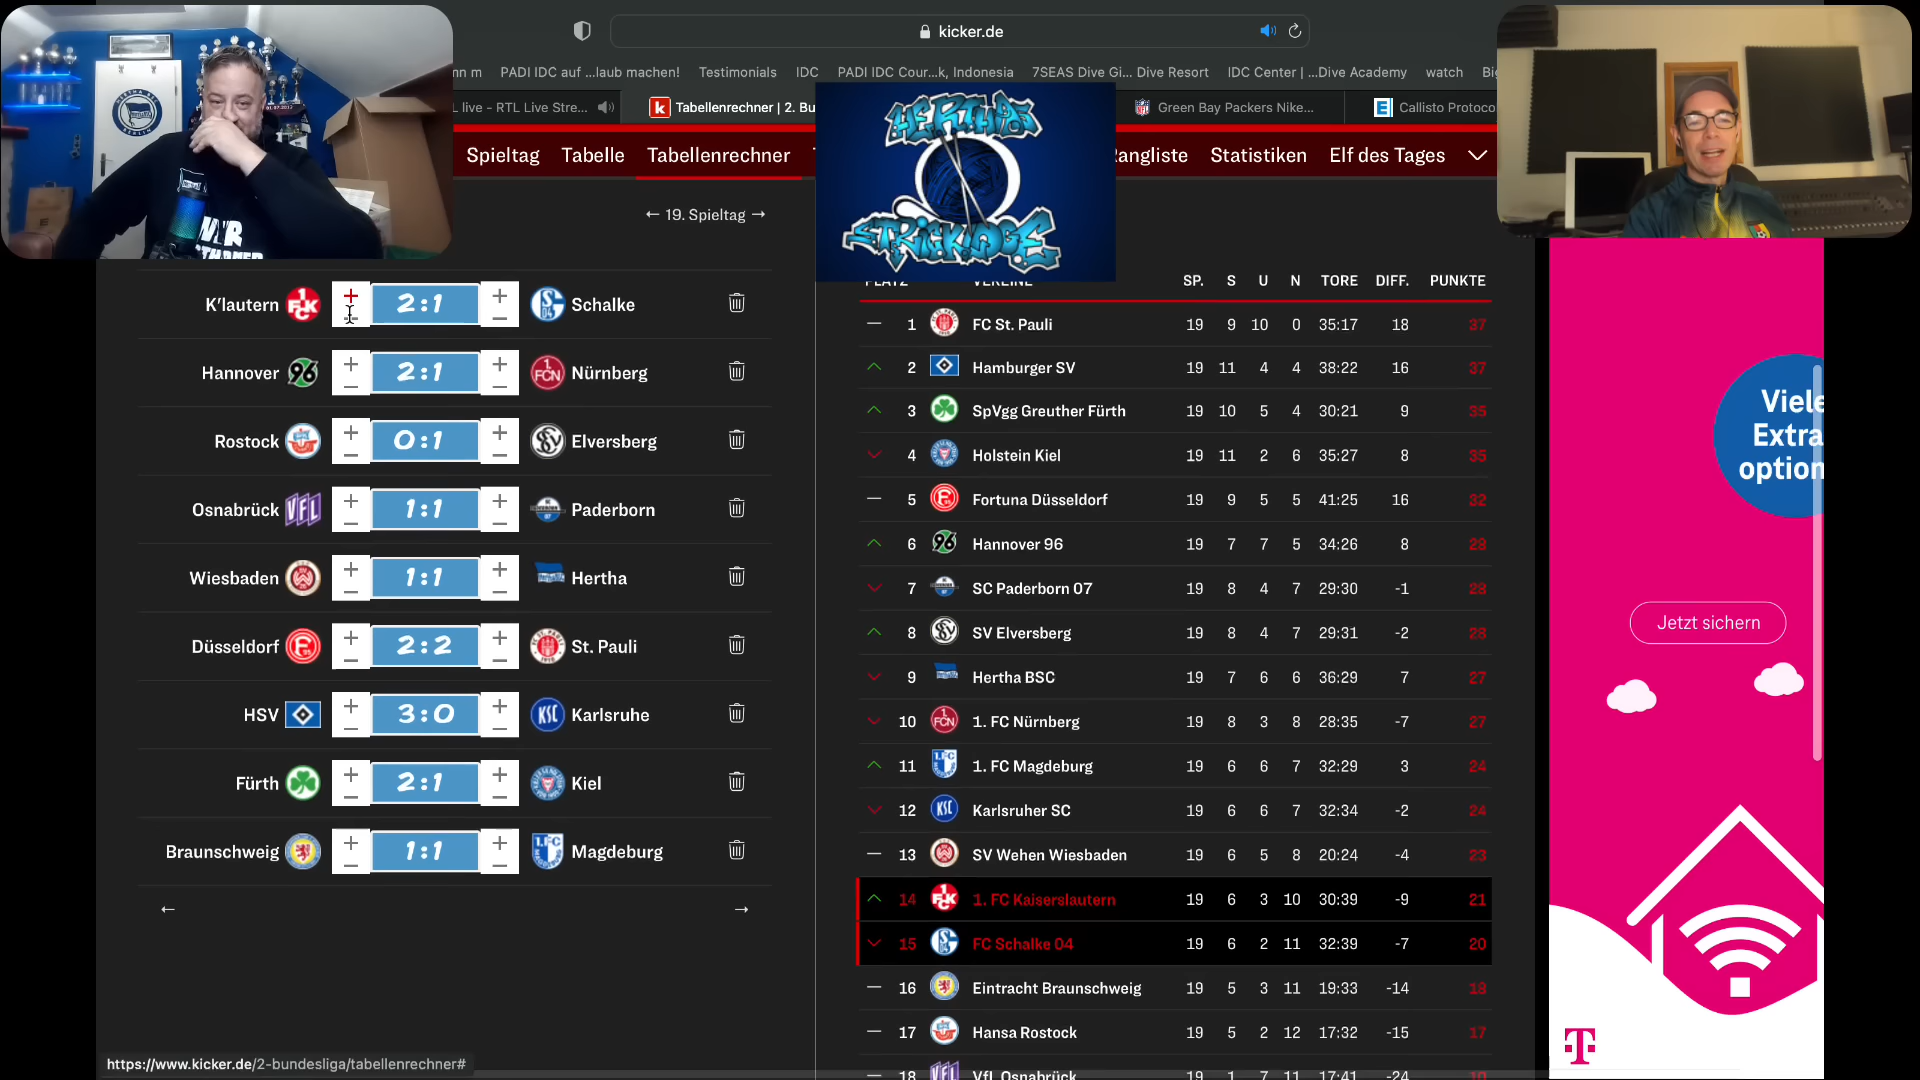 kicker.de
PADI IDC auf ...laub machen!
Testimonials
IDC
PADI IDC Cour...k, Indonesia
7SEAS Dive Gi... Dive Resort
IDC Center | ...Dive Academy
watch
L live - RTL Live Stre...
Tabellenrechner | 2. Bu
Green Bay Packers Nike...
Callisto Protoco
Spieltag
Tabelle
Tabellenrechner
Rangliste
Statistiken
Elf des Tages
HERTHAS
STRICKLOGE
← 19. Spieltag →
K'lautern 2:1 Schalke
Hannover 2:1 Nürnberg
Rostock 0:1 Elversberg
Osnabrück 1:1 Paderborn
Wiesbaden 1:1 Hertha
Düsseldorf 2:2 St. Pauli
HSV 3:0 Karlsruhe
Fürth 2:1 Kiel
Braunschweig 1:1 Magdeburg
PLATZ VEREINE SP. S U N TORE DIFF. PUNKTE
1 FC St. Pauli 19 9 10 0 35:17 18 37
2 Hamburger SV 19 11 4 4 38:22 16 37
3 SpVgg Greuther Fürth 19 10 5 4 30:21 9 35
4 Holstein Kiel 19 11 2 6 35:27 8 35
5 Fortuna Düsseldorf 19 9 5 5 41:25 16 32
6 Hannover 96 19 7 7 5 34:26 8 28
7 SC Paderborn 07 19 8 4 7 29:30 -1 28
8 SV Elversberg 19 8 4 7 29:31 -2 28
9 Hertha BSC 19 7 6 6 36:29 7 27
10 1. FC Nürnberg 19 8 3 8 28:35 -7 27
11 1. FC Magdeburg 19 6 6 7 32:29 3 24
12 Karlsruher SC 19 6 6 7 32:34 -2 24
13 SV Wehen Wiesbaden 19 6 5 8 20:24 -4 23
14 1. FC Kaiserslautern 19 6 3 10 30:39 -9 21
15 FC Schalke 04 19 6 2 11 32:39 -7 20
16 Eintracht Braunschweig 19 5 3 11 19:33 -14 18
17 Hansa Rostock 19 5 2 12 17:32 -15 17
18 VfL Osnabrück 19 1 7 11 17:41 -24 10
Viele
Extra
option
Jetzt sichern
T
https://www.kicker.de/2-bundesliga/tabellenrechner#